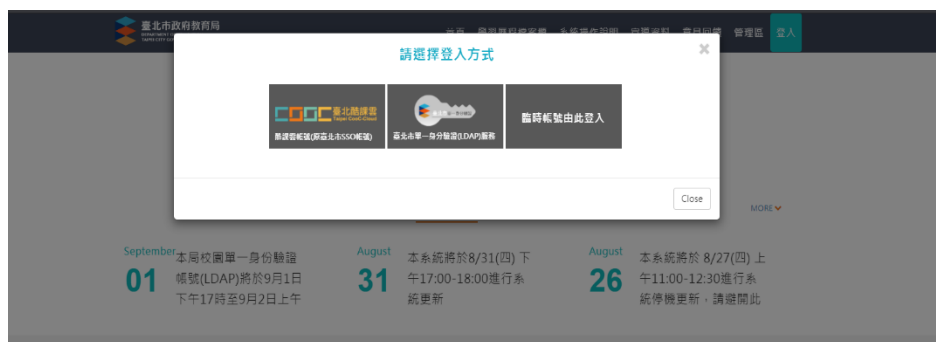 臺北市政府教育局
管理區
登入
請選擇登入方式
×
COOC 臺北酷課雲
Taipei CooC-Cloud
酷課雲帳號(原臺北市SSO帳號)
臺北市單一身分驗證(LDAP)服務
臨時帳號由此登入
Close
MORE
September
01
本局校園單一身份驗證
帳號(LDAP)將於9月1日
下午17時至9月2日上午
August
31
本系統將於8/31(四) 下
午17:00-18:00進行系
統更新
August
26
本系統將於 8/27(四) 上
午11:00-12:30進行系
統停機更新，請避開此